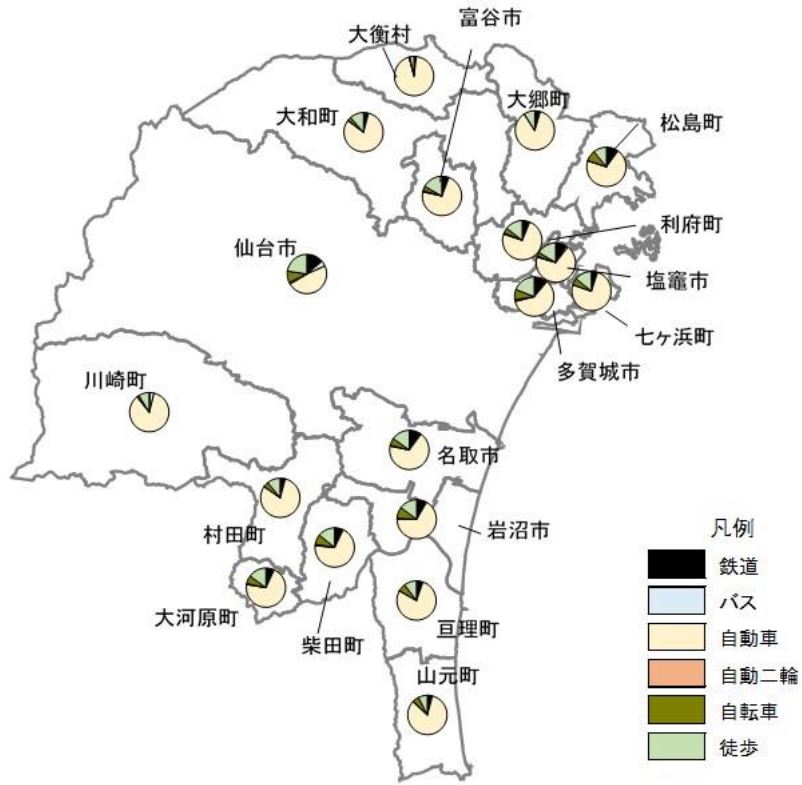 富谷市
大衡村
大郷町
大和町
松島町
利府町
仙台市
塩竈市
七ヶ浜町
多賀城市
川崎町
名取市
村田町
岩沼市
大河原町
柴田町
亘理町
山元町
凡例
鉄道
バス
自動車
自動二輪
自転車
徒歩